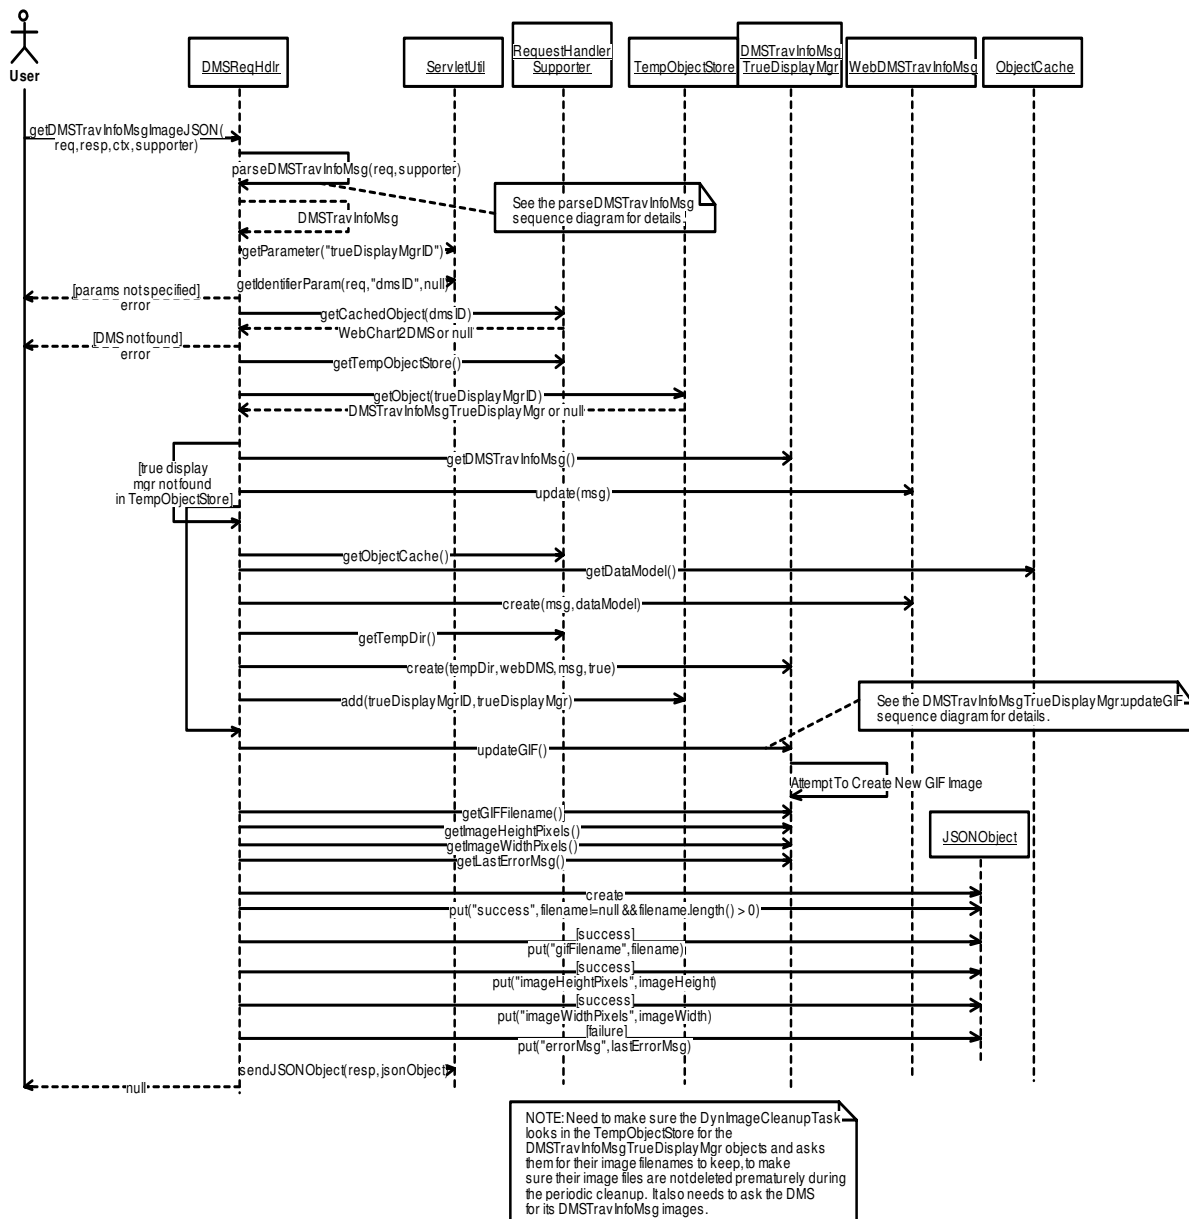 User
DMSReqHdlr
ServletUtil
RequestHandler
Supporter
TempObjectStore
DMSTravInfoMsg
TrueDisplayMgr
WebDMSTravInfoMsg
ObjectCache
getDMSTravInfoMsgImageJSON(
req,resp,ctx,supporter)
parseDMSTravInfoMsg(req,supporter)
See the parseDMSTravInfoMsg
sequence diagram for details.
DMSTravInfoMsg
getParameter("trueDisplayMgrID")
getIdentifierParam(req,"dmsID",null)
[params not specified]
error
getCachedObject(dmsID)
WebChart2DMS or null
[DMS not found]
error
getTempObjectStore()
getObject(trueDisplayMgrID)
DMSTravInfoMsgTrueDisplayMgr or null
[true display
mgr not found
in TempObjectStore]
getDMSTravInfoMsg()
update(msg)
getObjectCache()
getDataModel()
create(msg,dataModel)
getTempDir()
create(tempDir,webDMS,msg,true)
add(trueDisplayMgrID,trueDisplayMgr)
See the DMSTravInfoMsgTrueDisplayMgr:updateGIF
sequence diagram for details.
updateGIF()
Attempt To Create New GIF Image
getGIFFilename()
getImageHeightPixels()
getImageWidthPixels()
getLastErrorMsg()
JSONObject
create
put("success",filename!=null &&filename.length() > 0)
[success]
put("gifFilename",filename)
[success]
put("imageHeightPixels",imageHeight)
[success]
put("imageWidthPixels",imageWidth)
[failure]
put("errorMsg",lastErrorMsg)
sendJSONObject(resp,jsonObject)
null
NOTE: Need to make sure the DynImageCleanupTask
looks in the TempObjectStore for the
DMSTravInfoMsgTrueDisplayMgr objects and asks
them for their image filenames to keep, to make
sure their image files are not deleted prematurely during
the periodic cleanup. It also needs to ask the DMS
for its DMSTravInfoMsg images.